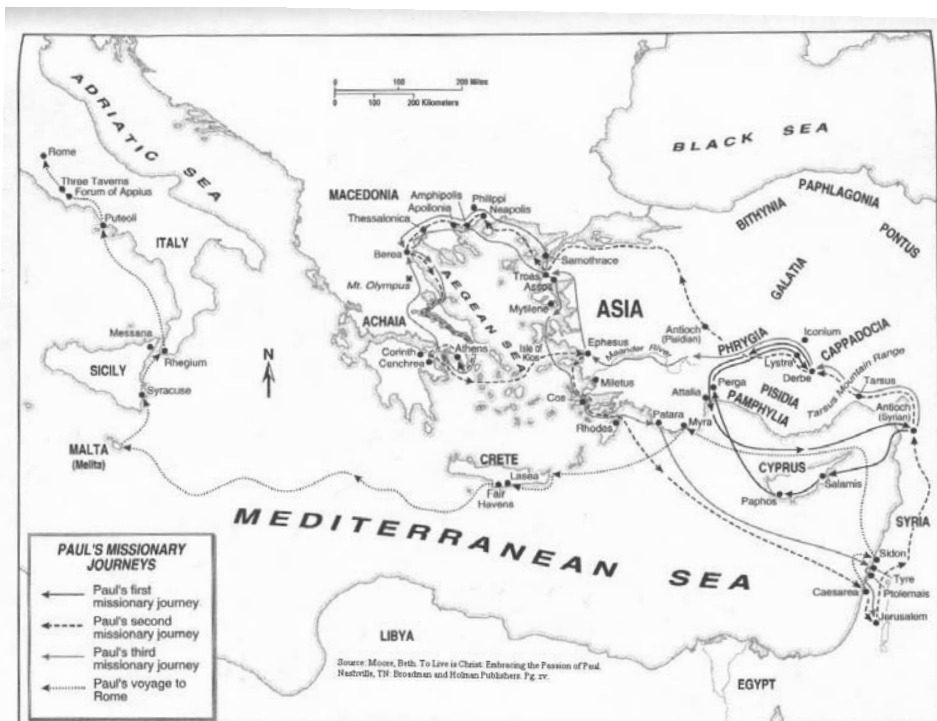 0 100 200 Miles
0 100 200 Kilometers
ADRIATIC SEA
BLACK SEA
Rome
Three Taverns
Forum of Appius
Puteoli
ITALY
MACEDONIA
Amphipolis
Apollonia
Philippi
Neapolis
Thessalonica
Berea
Samothrace
Troas
Assos
Mt. Olympus
AEGEAN SEA
Mytilene
ASIA
BITHYNIA
PAPHLAGONIA
PONTUS
GALATIA
CAPPADOCIA
PHRYGIA
Antioch
(Pisidian)
Iconium
Lystra
Derbe
Tarsus
Tarsus Mountain Range
Antioch
(Syrian)
Messana
Rhegium
SICILY
Syracuse
N
ACHAIA
Corinth
Cenchrea
Athens
Isle of
Kios
Ephesus
Meander River
Miletus
Cos
Rhodes
Patara
Myra
Attalia
Perga
PISIDIA
PAMPHYLIA
MALTA
(Melita)
CRETE
Lasea
Fair
Havens
CYPRUS
Salamis
Paphos
SYRIA
MEDITERRANEAN SEA
Sidon
Tyre
Ptolemais
Caesarea
Jerusalem
LIBYA
EGYPT
PAUL'S MISSIONARY
JOURNEYS
Paul's first
missionary journey
Paul's second
missionary journey
Paul's third
missionary journey
Paul's voyage to
Rome
Source: Moore, Beth. To Live is Christ: Embracing the Passion of Paul.
Nashville, TN: Broadman and Holman Publishers. Pg. xv.